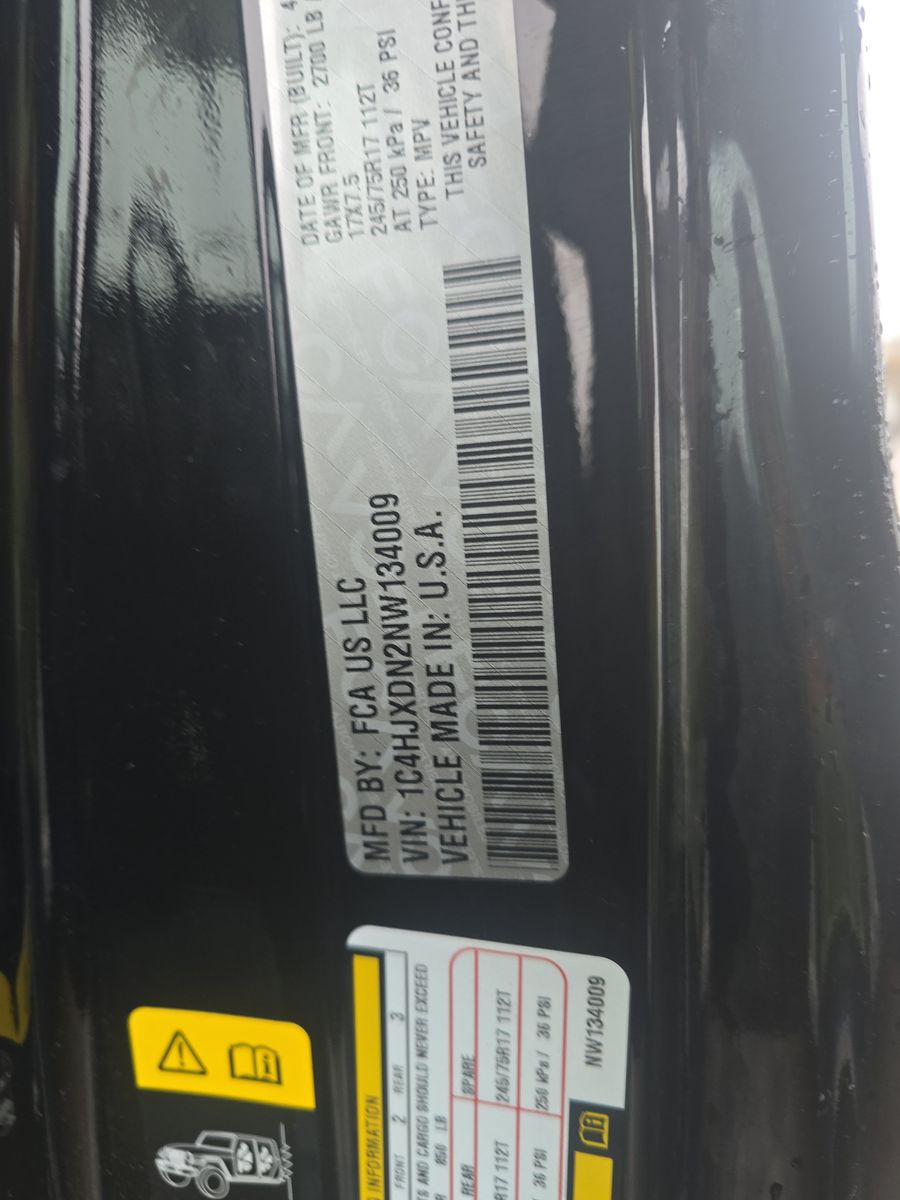 MFD BY: FCA US LLC
VIN: 1C4HJXDN2NW134009
VEHICLE MADE IN: U.S.A.
DATE OF MFR (BUILT): 4
GAWR FRONT: 2700 LB
17X7.5
245/75R17 112T
AT 250 kPa / 36 PSI
TYPE: MPV
THIS VEHICLE CONF
SAFETY AND TH
INFORMATION
FRONT 2 REAR 3
TS AND CARGO SHOULD NEVER EXCEED
R 850 LB
REAR SPARE
R17 112T 245/75R17 112T
36 PSI 250 kPa / 36 PSI
NW134009